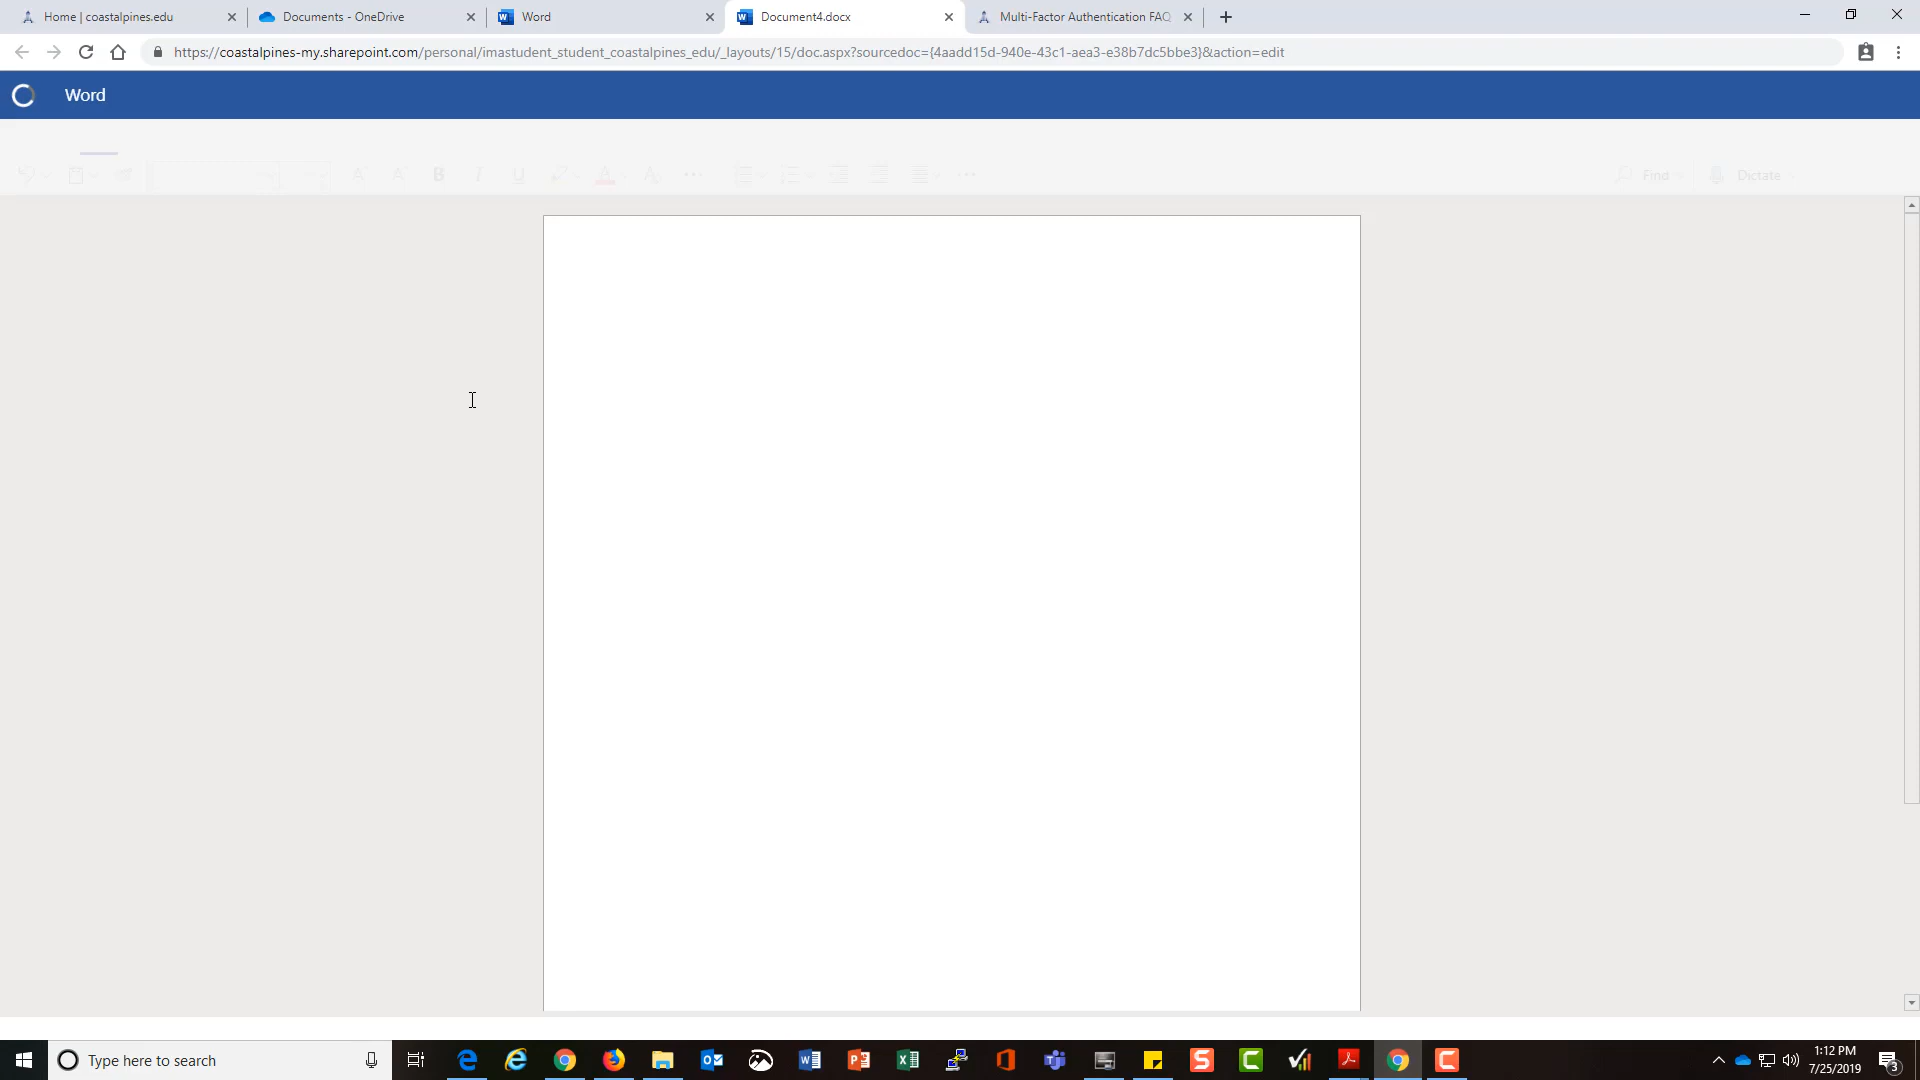 Home | coastalpines.edu
Documents - OneDrive
Word
Document4.docx
Multi-Factor Authentication FAQ
https://coastalpines-my.sharepoint.com/personal/imastudent_student_coastalpines_edu/_layouts/15/doc.aspx?sourcedoc={4aadd15d-940e-43c1-aea3-e38b7dc5bbe3}&action=edit
Word
B I U A
Find
Dictate
Type here to search
1:12 PM
7/25/2019
3